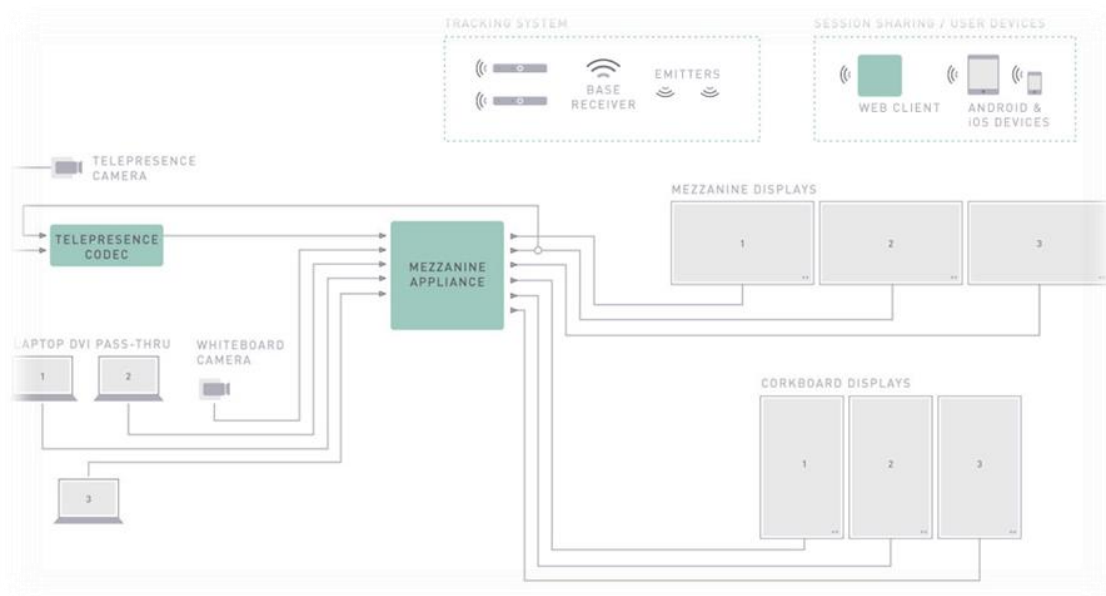 TRACKING SYSTEM
SESSION SHARING / USER DEVICES
EMITTERS
BASE
RECEIVER
WEB CLIENT
ANDROID &
iOS DEVICES
TELEPRESENCE
CAMERA
MEZZANINE DISPLAYS
TELEPRESENCE
CODEC
MEZZANINE
APPLIANCE
1
2
3
LAPTOP DVI PASS-THRU
WHITEBOARD
CAMERA
1
2
3
CORKBOARD DISPLAYS
1
2
3